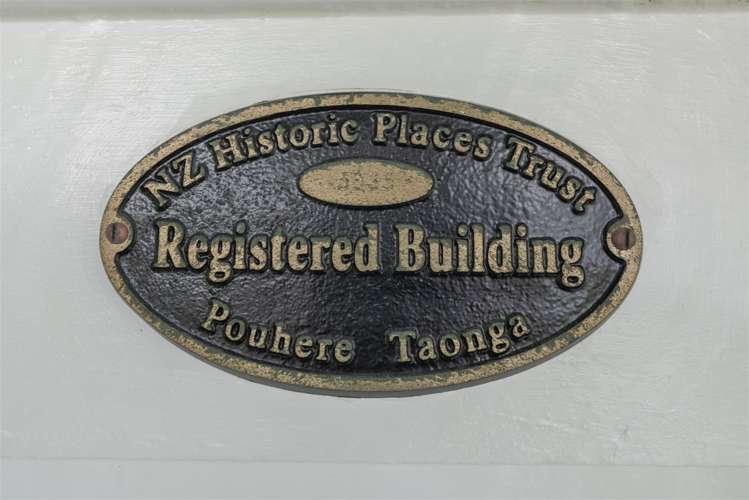 NZ Historic Places Trust
Registered Building
Pouhere Taonga